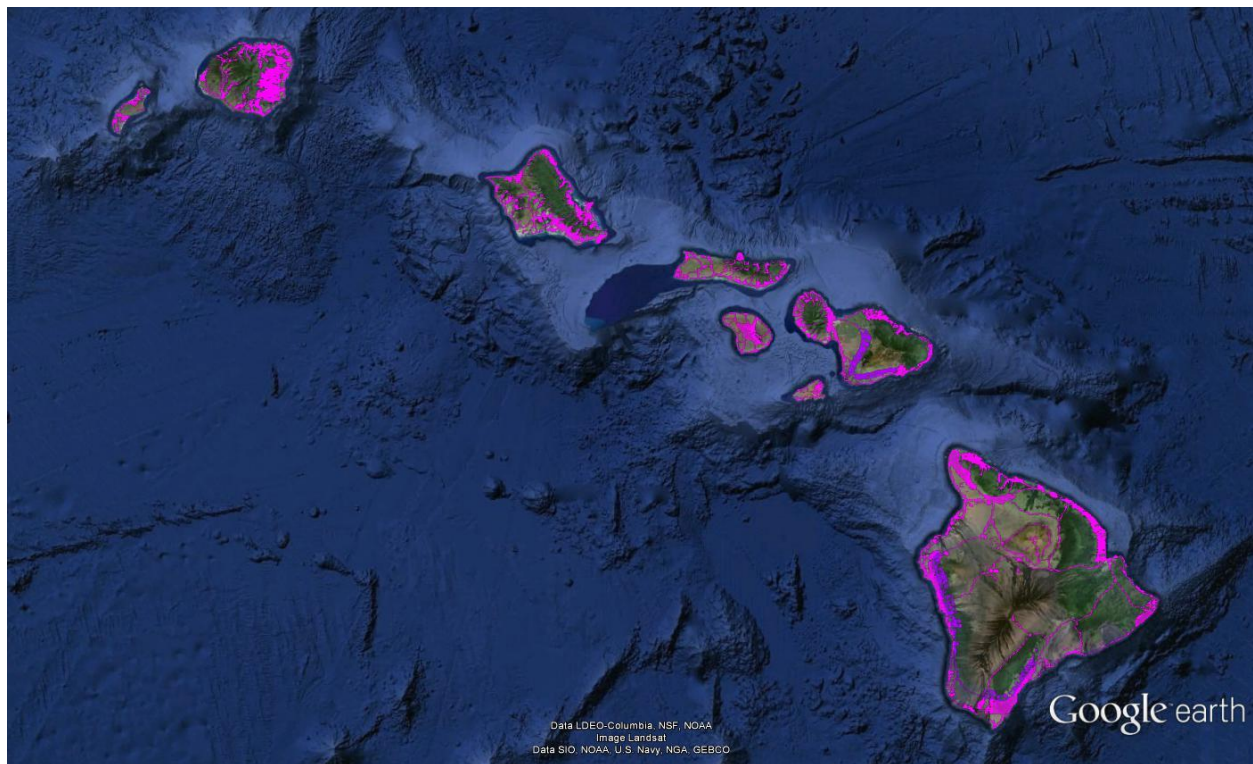 Data LDEO-Columbia, NSF, NOAA
Image Landsat
Data SIO, NOAA, U.S. Navy, NGA, GEBCO
Google earth